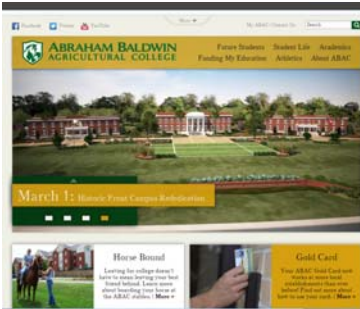 Facebook Twitter YouTube More
My ABAC Contact Us Search
ABRAHAM BALDWIN
AGRICULTURAL COLLEGE
Future Students Student Life Academics
Funding My Education Athletics About ABAC
March 1: Historic Front Campus Rededication
Horse Bound
Leaving for college doesn't
have to mean leaving your best
friend behind. Learn more
about boarding your horse at
the ABAC stables. / More »
Gold Card
Your ABAC Gold Card now
works at more local
establishments than ever
before! Find out more about
how to use your card. / More »